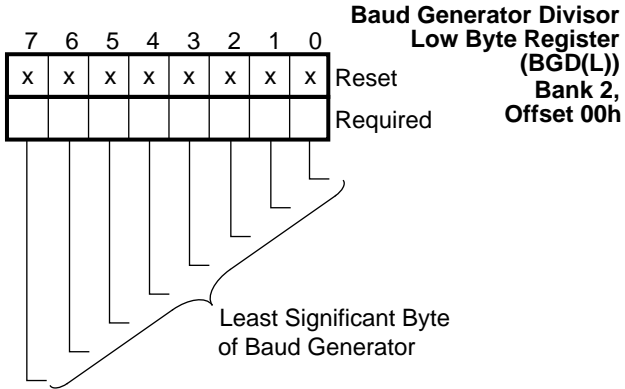 Baud Generator Divisor
Low Byte Register
(BGD(L))
Bank 2,
Offset 00h
7 6 5 4 3 2 1 0
x x x x x x x x Reset
Required
Least Significant Byte
of Baud Generator